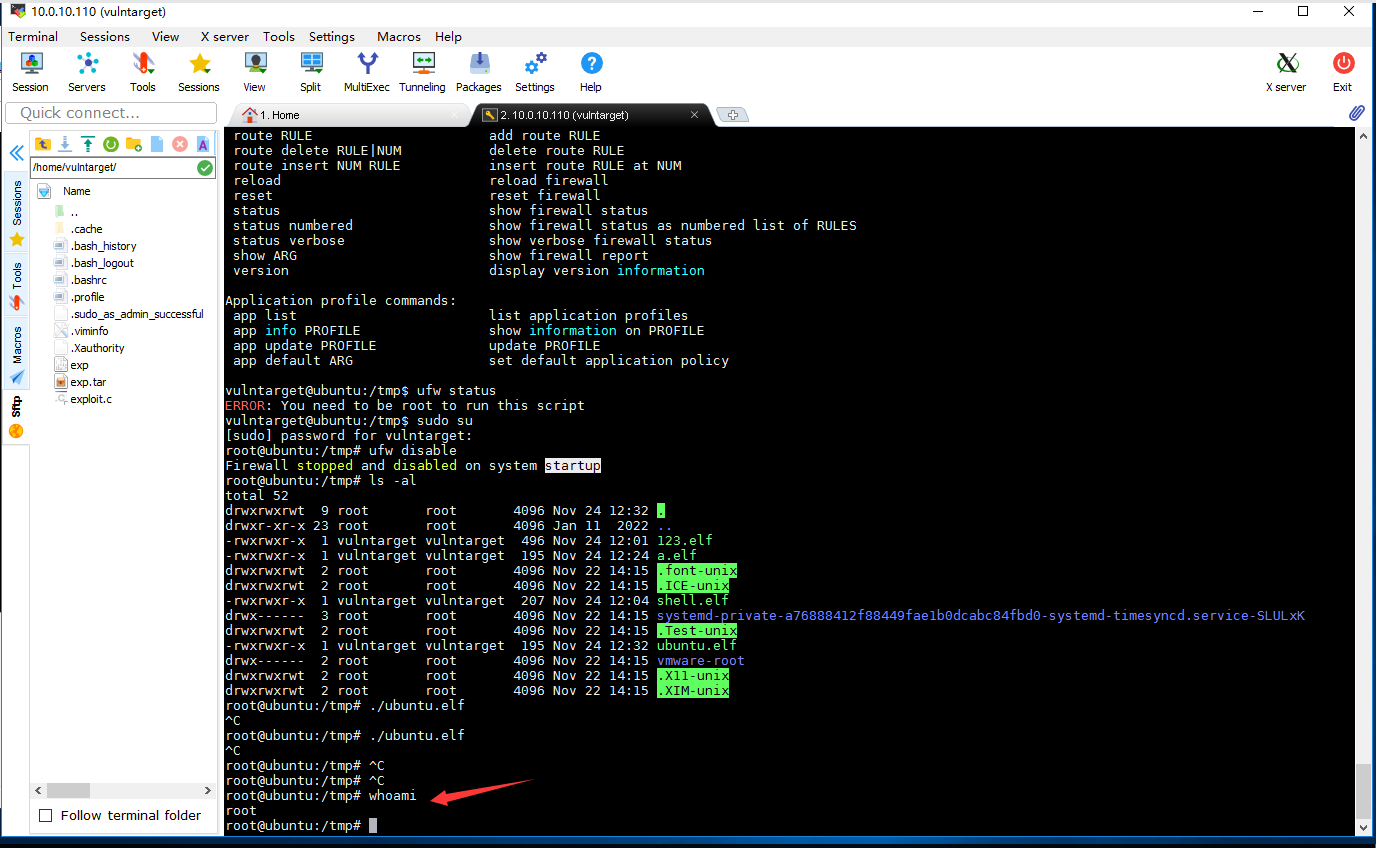 10.0.10.110 (vulntarget)
Terminal Sessions View X server Tools Settings Macros Help
Session Servers Tools Sessions View Split MultiExec Tunneling Packages Settings Help X server Exit
Quick connect...
1. Home
2. 10.0.10.110 (vulntarget)
/home/vulntarget/
Name
..
.cache
.bash_history
.bash_logout
.bashrc
.profile
.sudo_as_admin_successful
.viminfo
.Xauthority
exp
exp.tar
exploit.c
Sessions
Tools
Macros
Sftp
Follow terminal folder
route RULE add route RULE
route delete RULE|NUM delete route RULE
route insert NUM RULE insert route RULE at NUM
reload reload firewall
reset reset firewall
status show firewall status
status numbered show firewall status as numbered list of RULES
status verbose show verbose firewall status
show ARG show firewall report
version display version information
Application profile commands:
app list list application profiles
app info PROFILE show information on PROFILE
app update PROFILE update PROFILE
app default ARG set default application policy
vulntarget@ubuntu:/tmp$ ufw status
ERROR: You need to be root to run this script
vulntarget@ubuntu:/tmp$ sudo su
[sudo] password for vulntarget:
root@ubuntu:/tmp# ufw disable
Firewall stopped and disabled on system startup
root@ubuntu:/tmp# ls -al
total 52
drwxrwxrwt 9 root root 4096 Nov 24 12:32 .
drwxr-xr-x 23 root root 4096 Jan 11 2022 ..
-rwxrwxr-x 1 vulntarget vulntarget 496 Nov 24 12:01 123.elf
-rwxrwxr-x 1 vulntarget vulntarget 195 Nov 24 12:24 a.elf
drwxrwxrwt 2 root root 4096 Nov 22 14:15 .font-unix
drwxrwxrwt 2 root root 4096 Nov 22 14:15 .ICE-unix
-rwxrwxr-x 1 vulntarget vulntarget 207 Nov 24 12:04 shell.elf
drwx------ 3 root root 4096 Nov 22 14:15 systemd-private-a76888412f88449fae1b0dcabc84fbd0-systemd-timesyncd.service-SLULxK
drwxrwxrwt 2 root root 4096 Nov 22 14:15 .Test-unix
-rwxrwxr-x 1 vulntarget vulntarget 195 Nov 24 12:32 ubuntu.elf
drwx------ 2 root root 4096 Nov 22 14:15 vmware-root
drwxrwxrwt 2 root root 4096 Nov 22 14:15 .X11-unix
drwxrwxrwt 2 root root 4096 Nov 22 14:15 .XIM-unix
root@ubuntu:/tmp# ./ubuntu.elf
^C
root@ubuntu:/tmp# ./ubuntu.elf
^C
root@ubuntu:/tmp# ^C
root@ubuntu:/tmp# ^C
root@ubuntu:/tmp# whoami
root
root@ubuntu:/tmp#